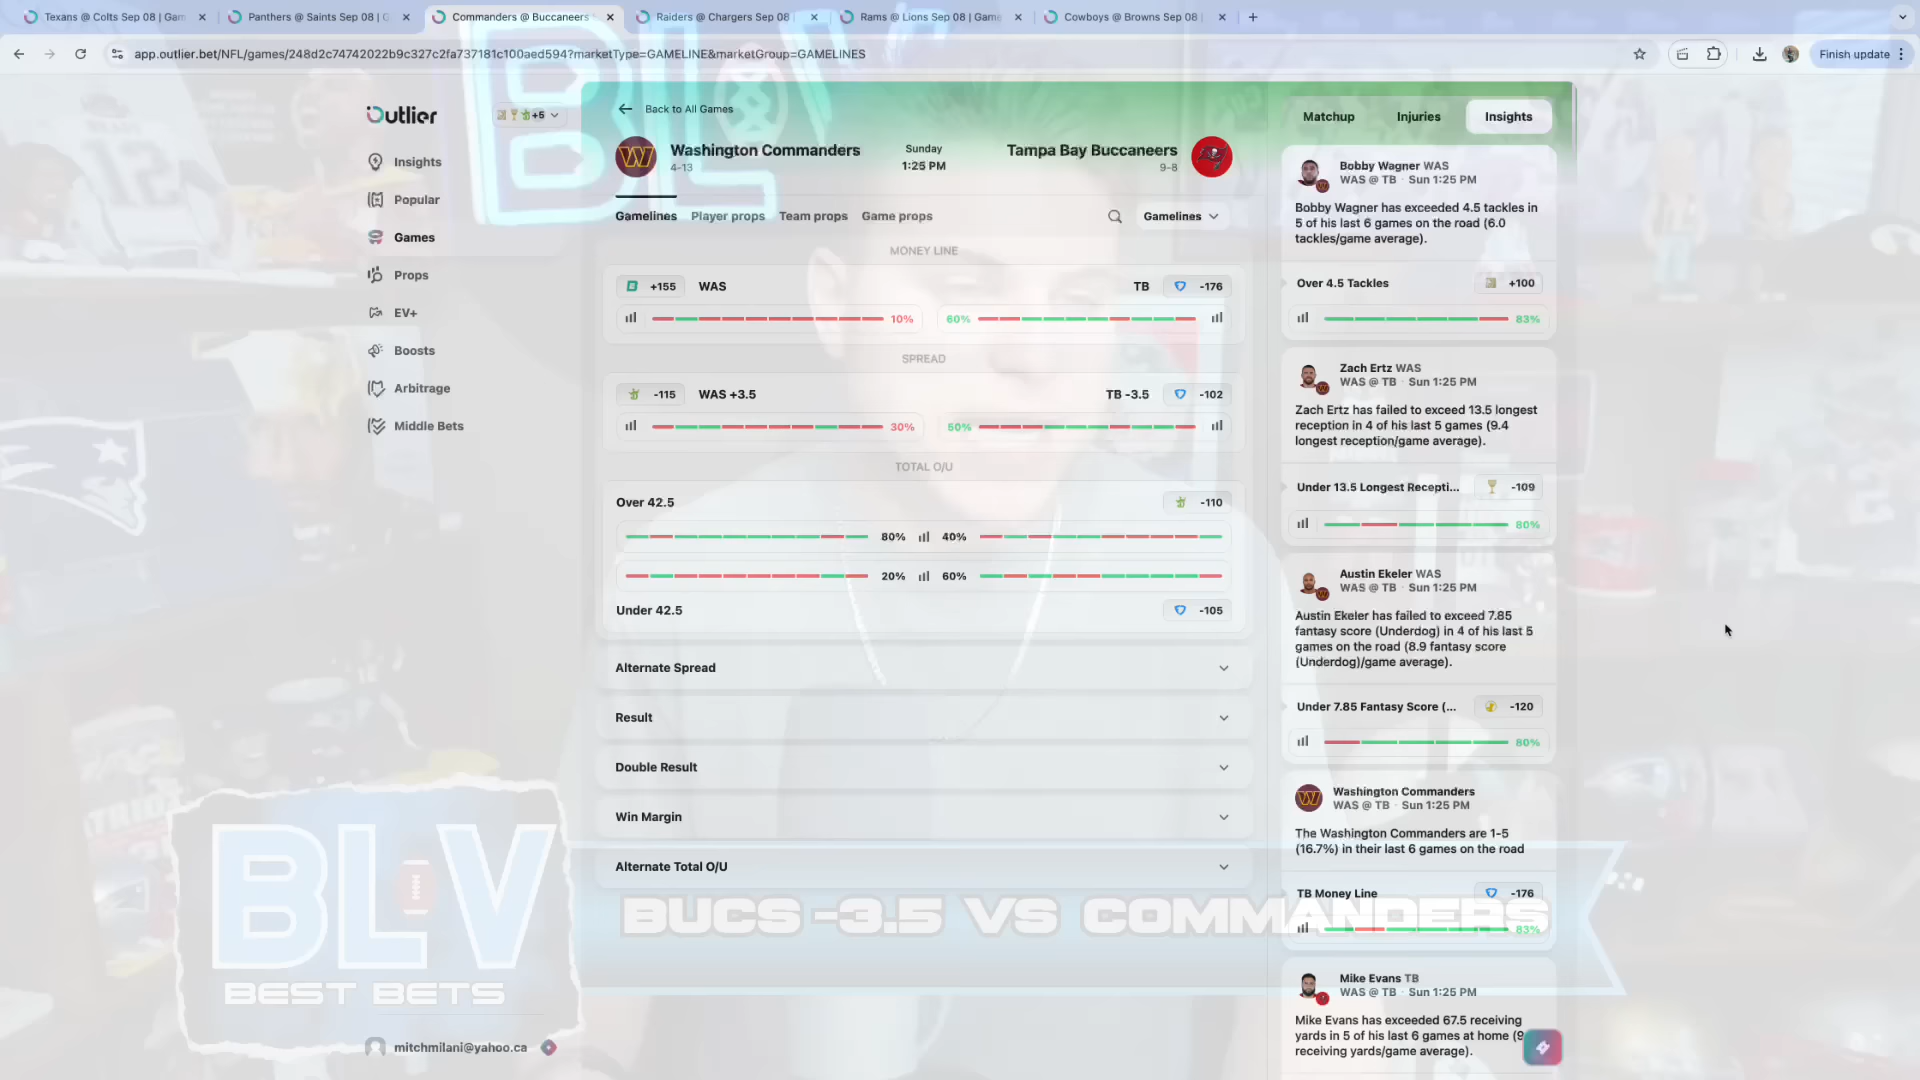 Texans @ Colts Sep 08 | Gam
Panthers @ Saints Sep 08 | G
Commanders @ Buccaneers
Raiders @ Chargers Sep 08
Rams @ Lions Sep 08 | Game
Cowboys @ Browns Sep 08
app.outlier.bet/NFL/games/248d2c74742022b9c327c2fa737181c100aed594?marketType=GAMELINE&marketGroup=GAMELINES
Finish update
BLV
Outlier
+5
Insights
Popular
Games
Props
EV+
Boosts
Arbitrage
Middle Bets
mitchmilani@yahoo.ca
Back to All Games
Washington Commanders
4-13
Sunday
1:25 PM
Tampa Bay Buccaneers
9-8
Gamelines Player props Team props Game props
Gamelines
MONEY LINE
+155 WAS TB -176
10% 60%
SPREAD
-115 WAS +3.5 TB -3.5 -102
30% 50%
TOTAL O/U
Over 42.5 -110
80% 40%
20% 60%
Under 42.5 -105
Alternate Spread
Result
Double Result
Win Margin
Alternate Total O/U
Matchup Injuries Insights
Bobby Wagner WAS
WAS @ TB · Sun 1:25 PM
Bobby Wagner has exceeded 4.5 tackles in
5 of his last 6 games on the road (6.0
tackles/game average).
Over 4.5 Tackles +100
83%
Zach Ertz WAS
WAS @ TB · Sun 1:25 PM
Zach Ertz has failed to exceed 13.5 longest
reception in 4 of his last 5 games (9.4
longest reception/game average).
Under 13.5 Longest Recepti... -109
80%
Austin Ekeler WAS
WAS @ TB · Sun 1:25 PM
Austin Ekeler has failed to exceed 7.85
fantasy score (Underdog) in 4 of his last 5
games on the road (8.9 fantasy score
(Underdog)/game average).
Under 7.85 Fantasy Score (... -120
80%
Washington Commanders
WAS @ TB · Sun 1:25 PM
The Washington Commanders are 1-5
(16.7%) in their last 6 games on the road
TB Money Line -176
83%
Mike Evans TB
WAS @ TB · Sun 1:25 PM
Mike Evans has exceeded 67.5 receiving
yards in 5 of his last 6 games at home (9
receiving yards/game average).
BLV
BEST BETS
BUCS -3.5 VS COMMANDERS